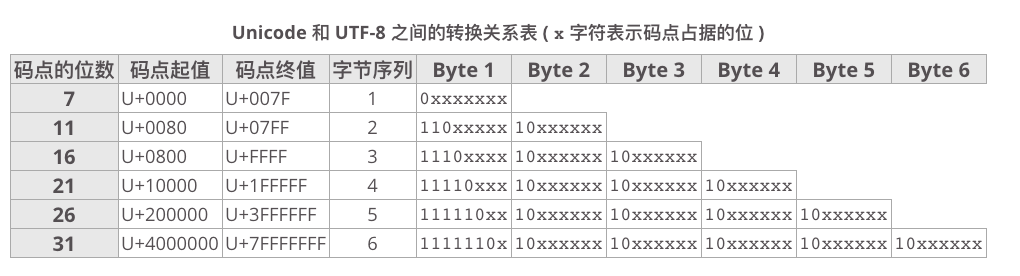 Unicode 和 UTF-8 之间的转换关系表 ( x 字符表示码点占据的位 )
码点的位数 码点起值 码点终值 字节序列 Byte 1 Byte 2 Byte 3 Byte 4 Byte 5 Byte 6
7 U+0000 U+007F 1 0xxxxxxx
11 U+0080 U+07FF 2 110xxxxx 10xxxxxx
16 U+0800 U+FFFF 3 1110xxxx 10xxxxxx 10xxxxxx
21 U+10000 U+1FFFFF 4 11110xxx 10xxxxxx 10xxxxxx 10xxxxxx
26 U+200000 U+3FFFFFF 5 111110xx 10xxxxxx 10xxxxxx 10xxxxxx 10xxxxxx
31 U+4000000 U+7FFFFFFF 6 1111110x 10xxxxxx 10xxxxxx 10xxxxxx 10xxxxxx 10xxxxxx